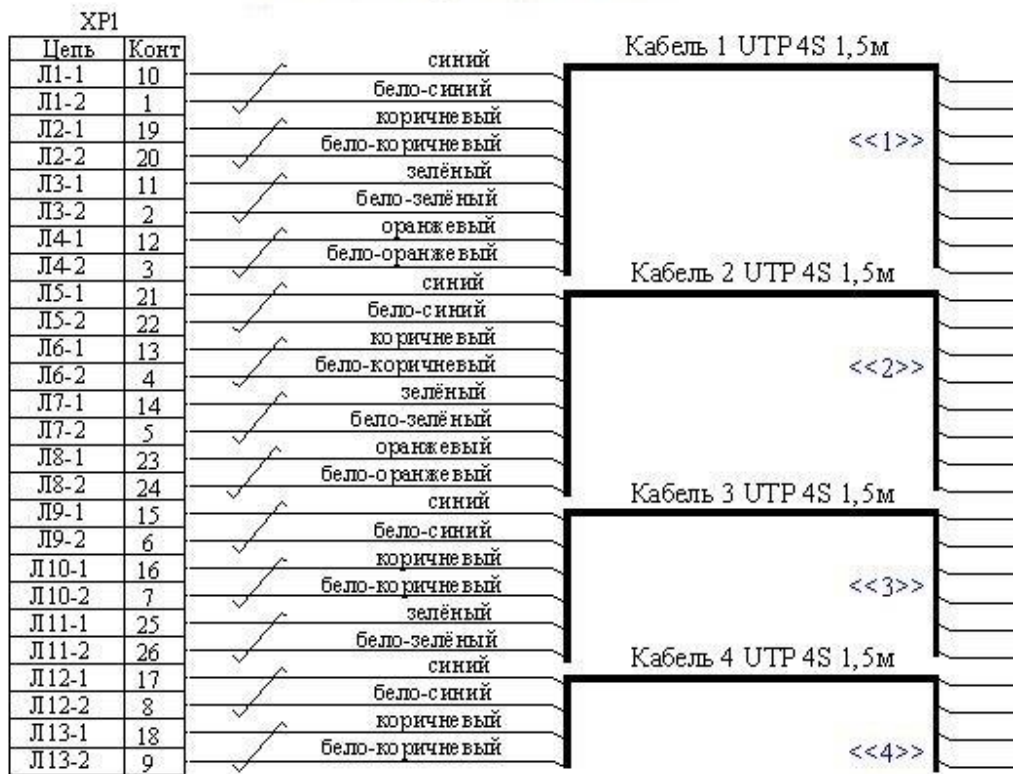 XP1
Цепь Конт
Кабель 1 UTP 4S 1,5м
Л1-1 10 синий
Л1-2 1 бело-синий
Л2-1 19 коричневый
<<1>>
Л2-2 20 бело-коричневый
Л3-1 11 зелёный
Л3-2 2 бело-зелёный
Л4-1 12 оранжевый
Л4-2 3 бело-оранжевый
Кабель 2 UTP 4S 1,5м
Л5-1 21 синий
Л5-2 22 бело-синий
Л6-1 13 коричневый
<<2>>
Л6-2 4 бело-коричневый
Л7-1 14 зелёный
Л7-2 5 бело-зелёный
Л8-1 23 оранжевый
Л8-2 24 бело-оранжевый
Кабель 3 UTP 4S 1,5м
Л9-1 15 синий
Л9-2 6 бело-синий
Л10-1 16 коричневый
<<3>>
Л10-2 7 бело-коричневый
Л11-1 25 зелёный
Л11-2 26 бело-зелёный
Кабель 4 UTP 4S 1,5м
Л12-1 17 синий
Л12-2 8 бело-синий
Л13-1 18 коричневый
Л13-2 9 бело-коричневый
<<4>>